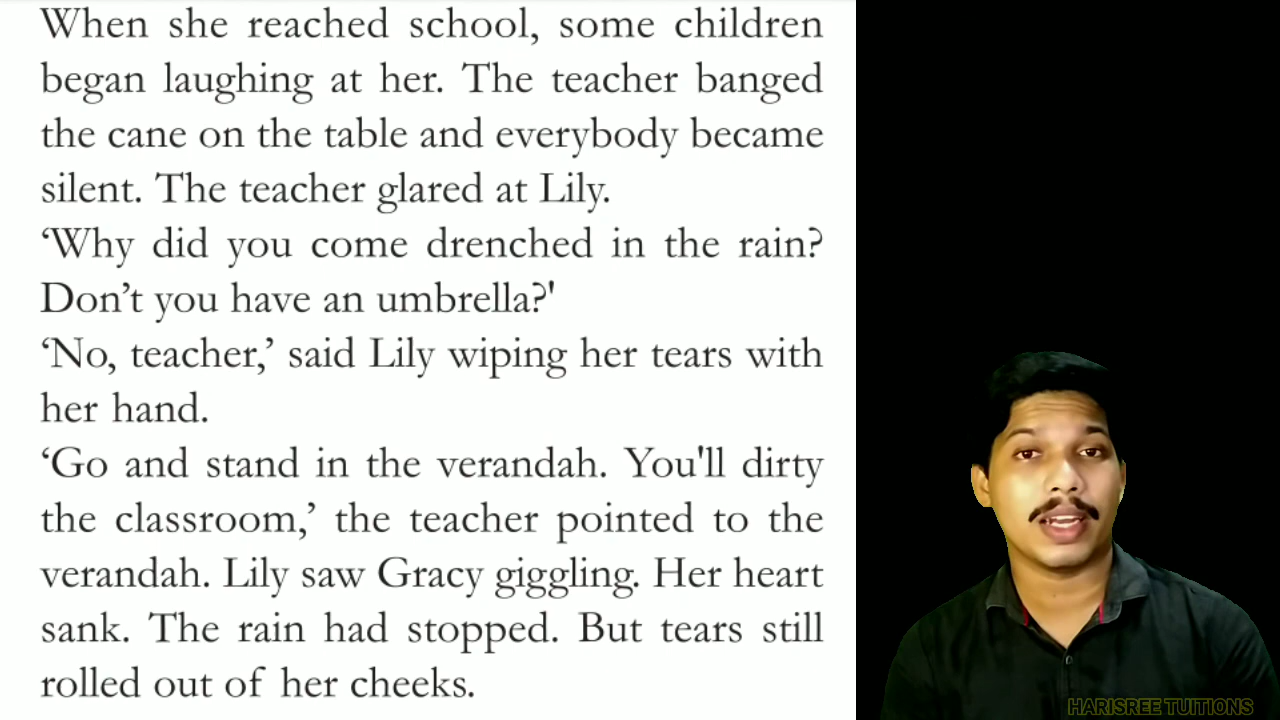 When she reached school, some children
began laughing at her. The teacher banged
the cane on the table and everybody became
silent. The teacher glared at Lily.
‘Why did you come drenched in the rain?
Don’t you have an umbrella?'
‘No, teacher,’ said Lily wiping her tears with
her hand.
‘Go and stand in the verandah. You'll dirty
the classroom,’ the teacher pointed to the
verandah. Lily saw Gracy giggling. Her heart
sank. The rain had stopped. But tears still
rolled out of her cheeks.
HARISREE TUITIONS